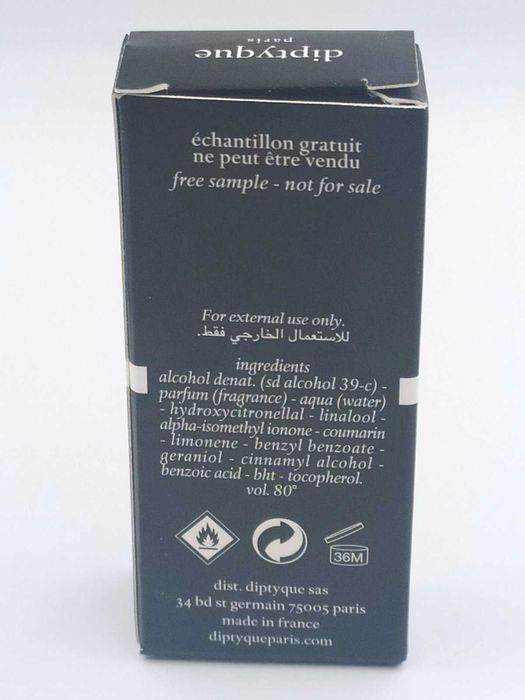 diptyque
paris
échantillon gratuit
ne peut être vendu
free sample - not for sale
For external use only.
للاستعمال الخارجي فقط.
ingredients
alcohol denat. (sd alcohol 39-c) -
parfum (fragrance) - aqua (water)
- hydroxycitronellal - linalool -
alpha-isomethyl ionone - coumarin
- limonene - benzyl benzoate -
geraniol - cinnamyl alcohol -
benzoic acid - bht - tocopherol.
vol. 80°
36M
dist. diptyque sas
34 bd st germain 75005 paris
made in france
diptyqueparis.com